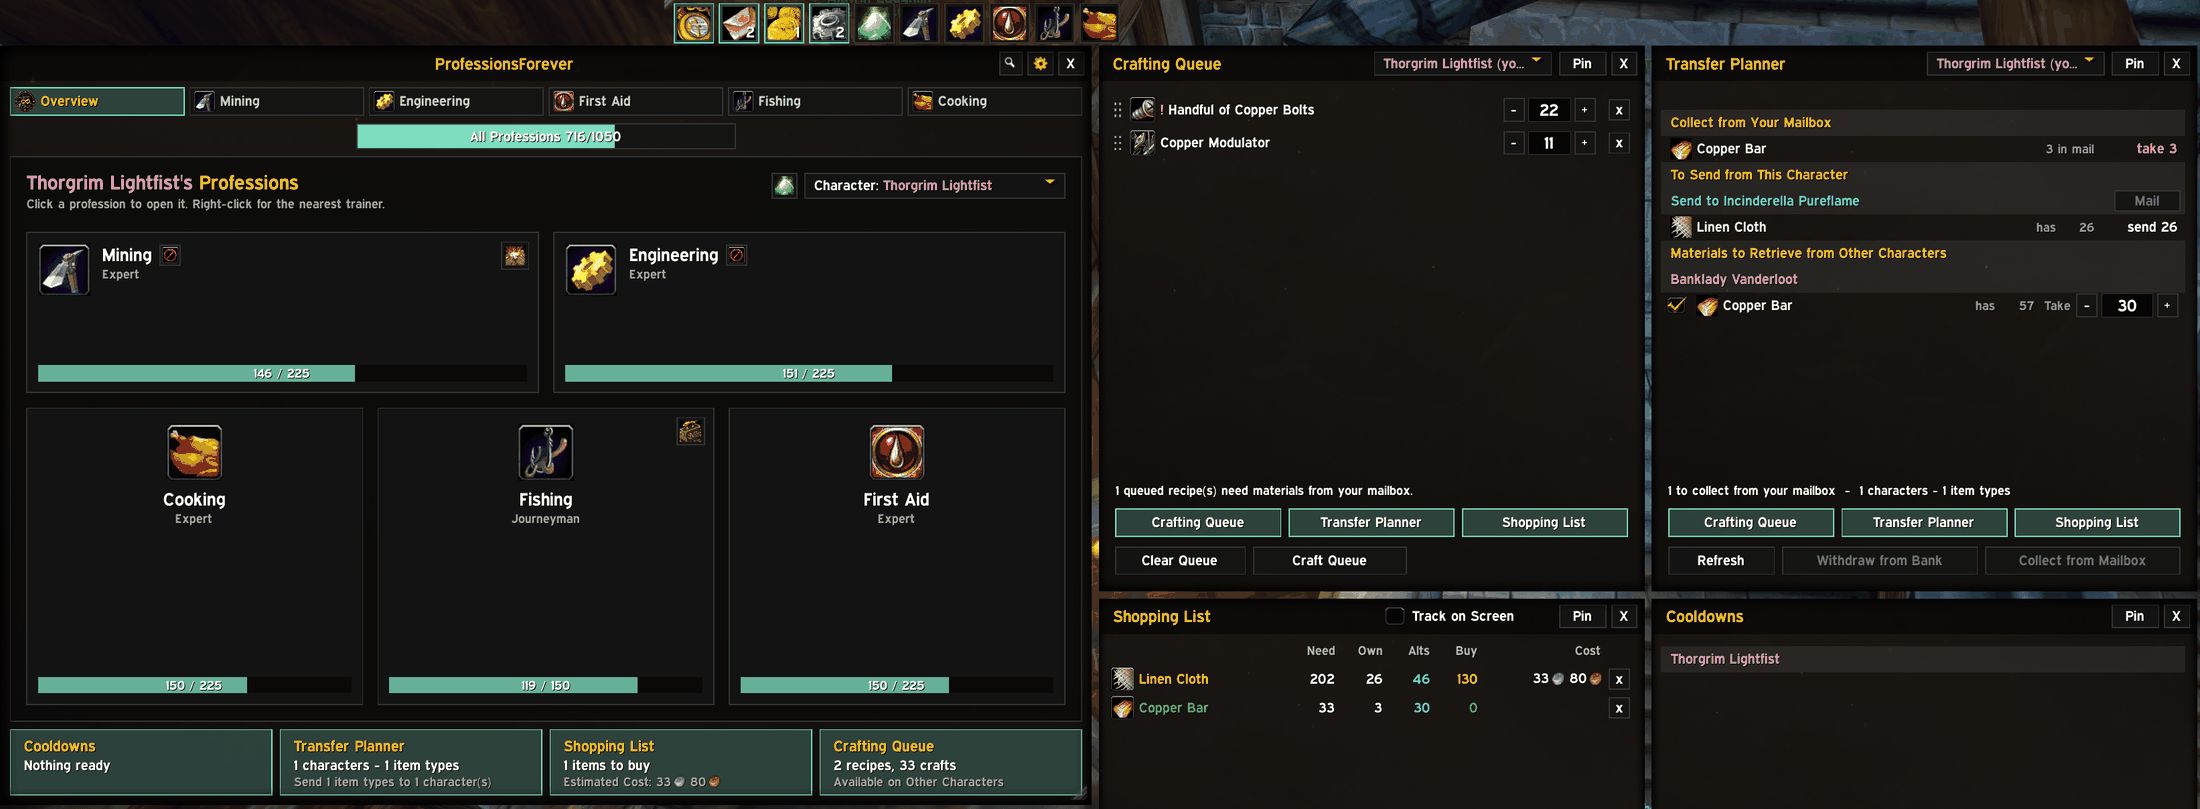 2
1
2
ProfessionsForever
X
Overview
Mining
Engineering
First Aid
Fishing
Cooking
All Professions 716/1050
Thorgrim Lightfist's Professions
Click a profession to open it. Right-click for the nearest trainer.
Character: Thorgrim Lightfist
Mining
Expert
146 / 225
Engineering
Expert
151 / 225
Cooking
Expert
150 / 225
Fishing
Journeyman
119 / 150
First Aid
Expert
150 / 225
Cooldowns
Nothing ready
Transfer Planner
1 characters - 1 item types
Send 1 item types to 1 character(s)
Shopping List
1 items to buy
Estimated Cost: 33 80
Crafting Queue
2 recipes, 33 crafts
Available on Other Characters
Crafting Queue
Thorgrim Lightfist (yo...
Pin
X
! Handful of Copper Bolts - 22 + x
Copper Modulator - 11 + x
1 queued recipe(s) need materials from your mailbox.
Crafting Queue
Transfer Planner
Shopping List
Clear Queue
Craft Queue
Transfer Planner
Thorgrim Lightfist (yo...
Pin
X
Collect from Your Mailbox
Copper Bar 3 in mail take 3
To Send from This Character
Send to Incinderella Pureflame Mail
Linen Cloth has 26 send 26
Materials to Retrieve from Other Characters
Banklady Vanderloot
Copper Bar has 57 Take - 30 +
1 to collect from your mailbox - 1 characters - 1 item types
Crafting Queue
Transfer Planner
Shopping List
Refresh
Withdraw from Bank
Collect from Mailbox
Shopping List
Track on Screen
Pin
X
Need Own Alts Buy Cost
Linen Cloth 202 26 46 130 33 80 x
Copper Bar 33 3 30 0 x
Cooldowns
Pin
X
Thorgrim Lightfist